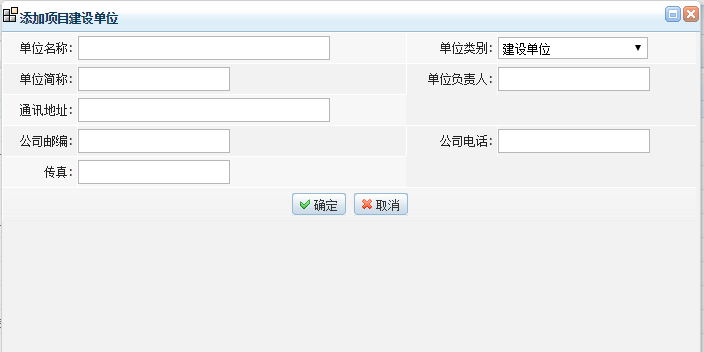 添加项目建设单位
单位名称: 单位类别: 建设单位
单位简称: 单位负责人:
通讯地址:
公司邮编: 公司电话:
传真:
确定 取消